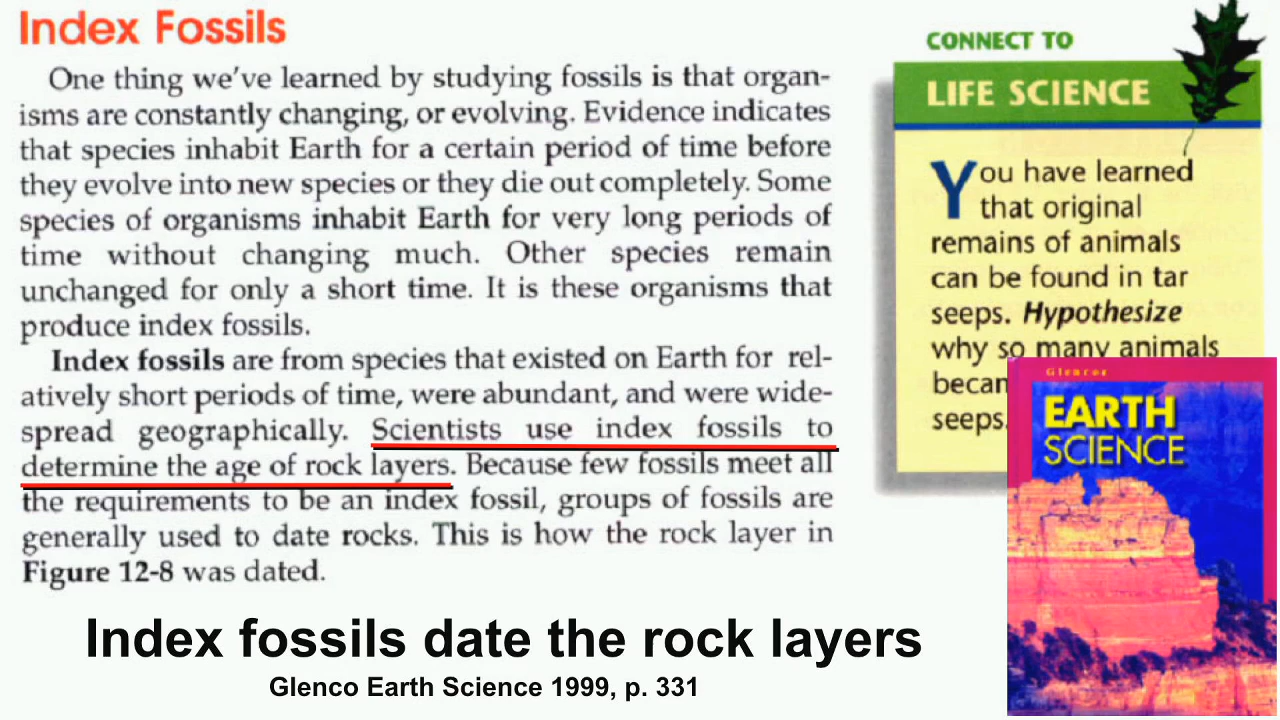 Index Fossils
One thing we've learned by studying fossils is that organ-
isms are constantly changing, or evolving. Evidence indicates
that species inhabit Earth for a certain period of time before
they evolve into new species or they die out completely. Some
species of organisms inhabit Earth for very long periods of
time without changing much. Other species remain
unchanged for only a short time. It is these organisms that
produce index fossils.
Index fossils are from species that existed on Earth for rel-
atively short periods of time, were abundant, and were wide-
spread geographically. Scientists use index fossils to
determine the age of rock layers. Because few fossils meet all
the requirements to be an index fossil, groups of fossils are
generally used to date rocks. This is how the rock layer in
Figure 12-8 was dated.
CONNECT TO
LIFE SCIENCE
You have learned
that original
remains of animals
can be found in tar
seeps. Hypothesize
why so many animals
becam
seeps.
Glencoe
EARTH
SCIENCE
Index fossils date the rock layers
Glenco Earth Science 1999, p. 331